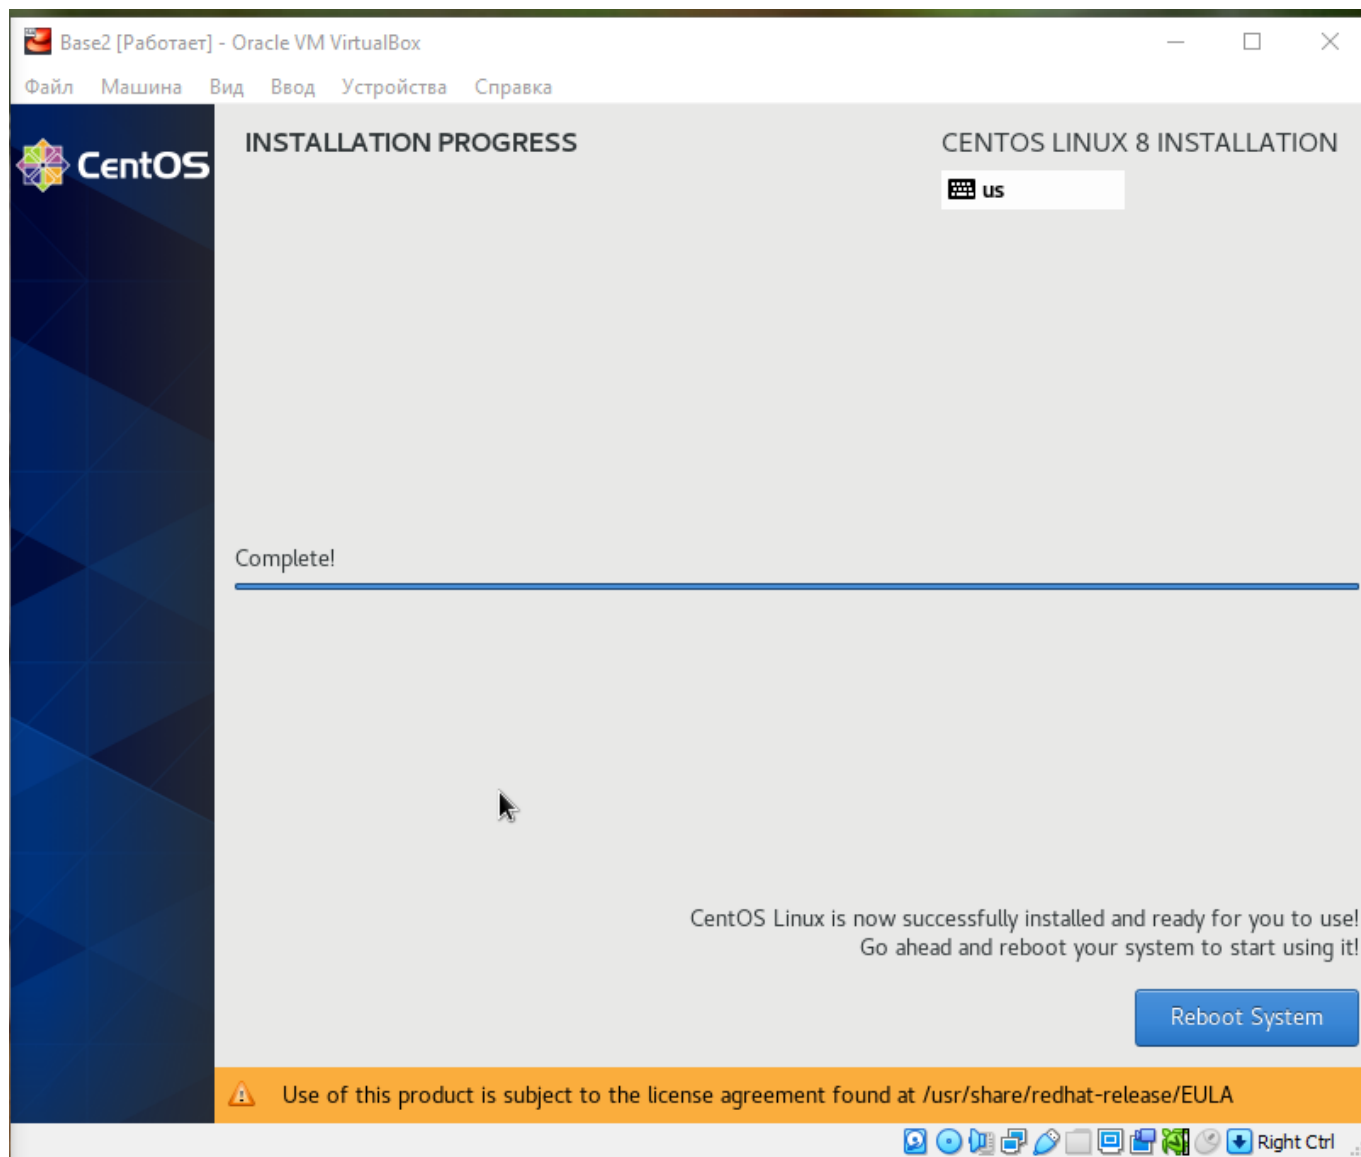 Base2 [Работает] - Oracle VM VirtualBox
Файл Машина Вид Ввод Устройства Справка
CentOS
INSTALLATION PROGRESS
CENTOS LINUX 8 INSTALLATION
us
Complete!
CentOS Linux is now successfully installed and ready for you to use!
Go ahead and reboot your system to start using it!
Reboot System
Use of this product is subject to the license agreement found at /usr/share/redhat-release/EULA
Right Ctrl